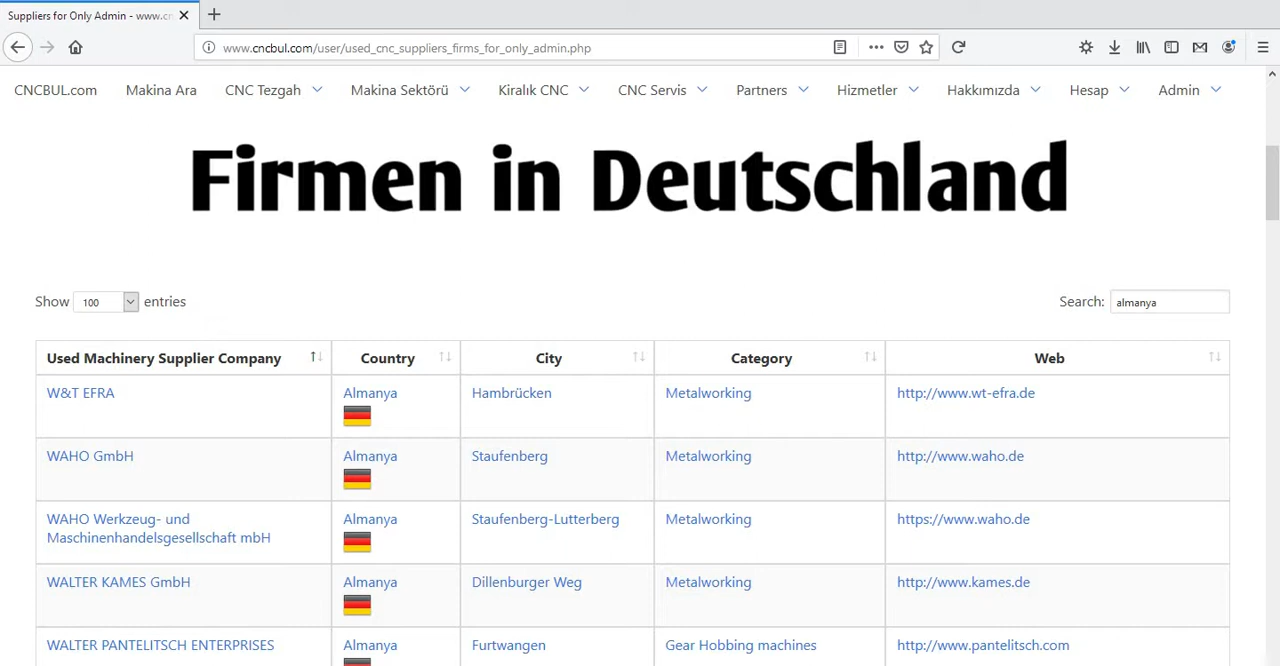 Suppliers for Only Admin - www.cn
www.cncbul.com/user/used_cnc_suppliers_firms_for_only_admin.php
CNCBUL.com Makina Ara CNC Tezgah Makina Sektörü Kiralık CNC CNC Servis Partners Hizmetler Hakkımızda Hesap Admin
Firmen in Deutschland
Show 100 entries Search: almanya
Used Machinery Supplier Company Country City Category Web
W&T EFRA Almanya Hambrücken Metalworking http://www.wt-efra.de
WAHO GmbH Almanya Staufenberg Metalworking http://www.waho.de
WAHO Werkzeug- und Almanya Staufenberg-Lutterberg Metalworking https://www.waho.de
Maschinenhandelsgesellschaft mbH
WALTER KAMES GmbH Almanya Dillenburger Weg Metalworking http://www.kames.de
WALTER PANTELITSCH ENTERPRISES Almanya Furtwangen Gear Hobbing machines http://www.pantelitsch.com